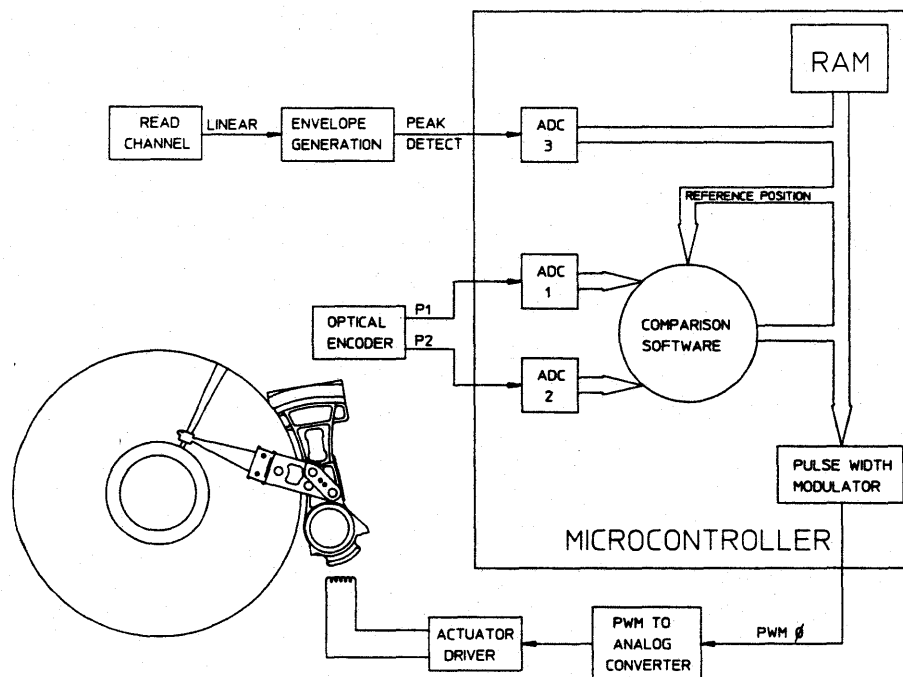 RAM
READ
CHANNEL
LINEAR
ENVELOPE
GENERATION
PEAK
DETECT
ADC
3
REFERENCE POSITION
OPTICAL
ENCODER
P1
P2
ADC
1
ADC
2
COMPARISON
SOFTWARE
PULSE WIDTH
MODULATOR
MICROCONTROLLER
ACTUATOR
DRIVER
PWM TO
ANALOG
CONVERTER
PWM Ø